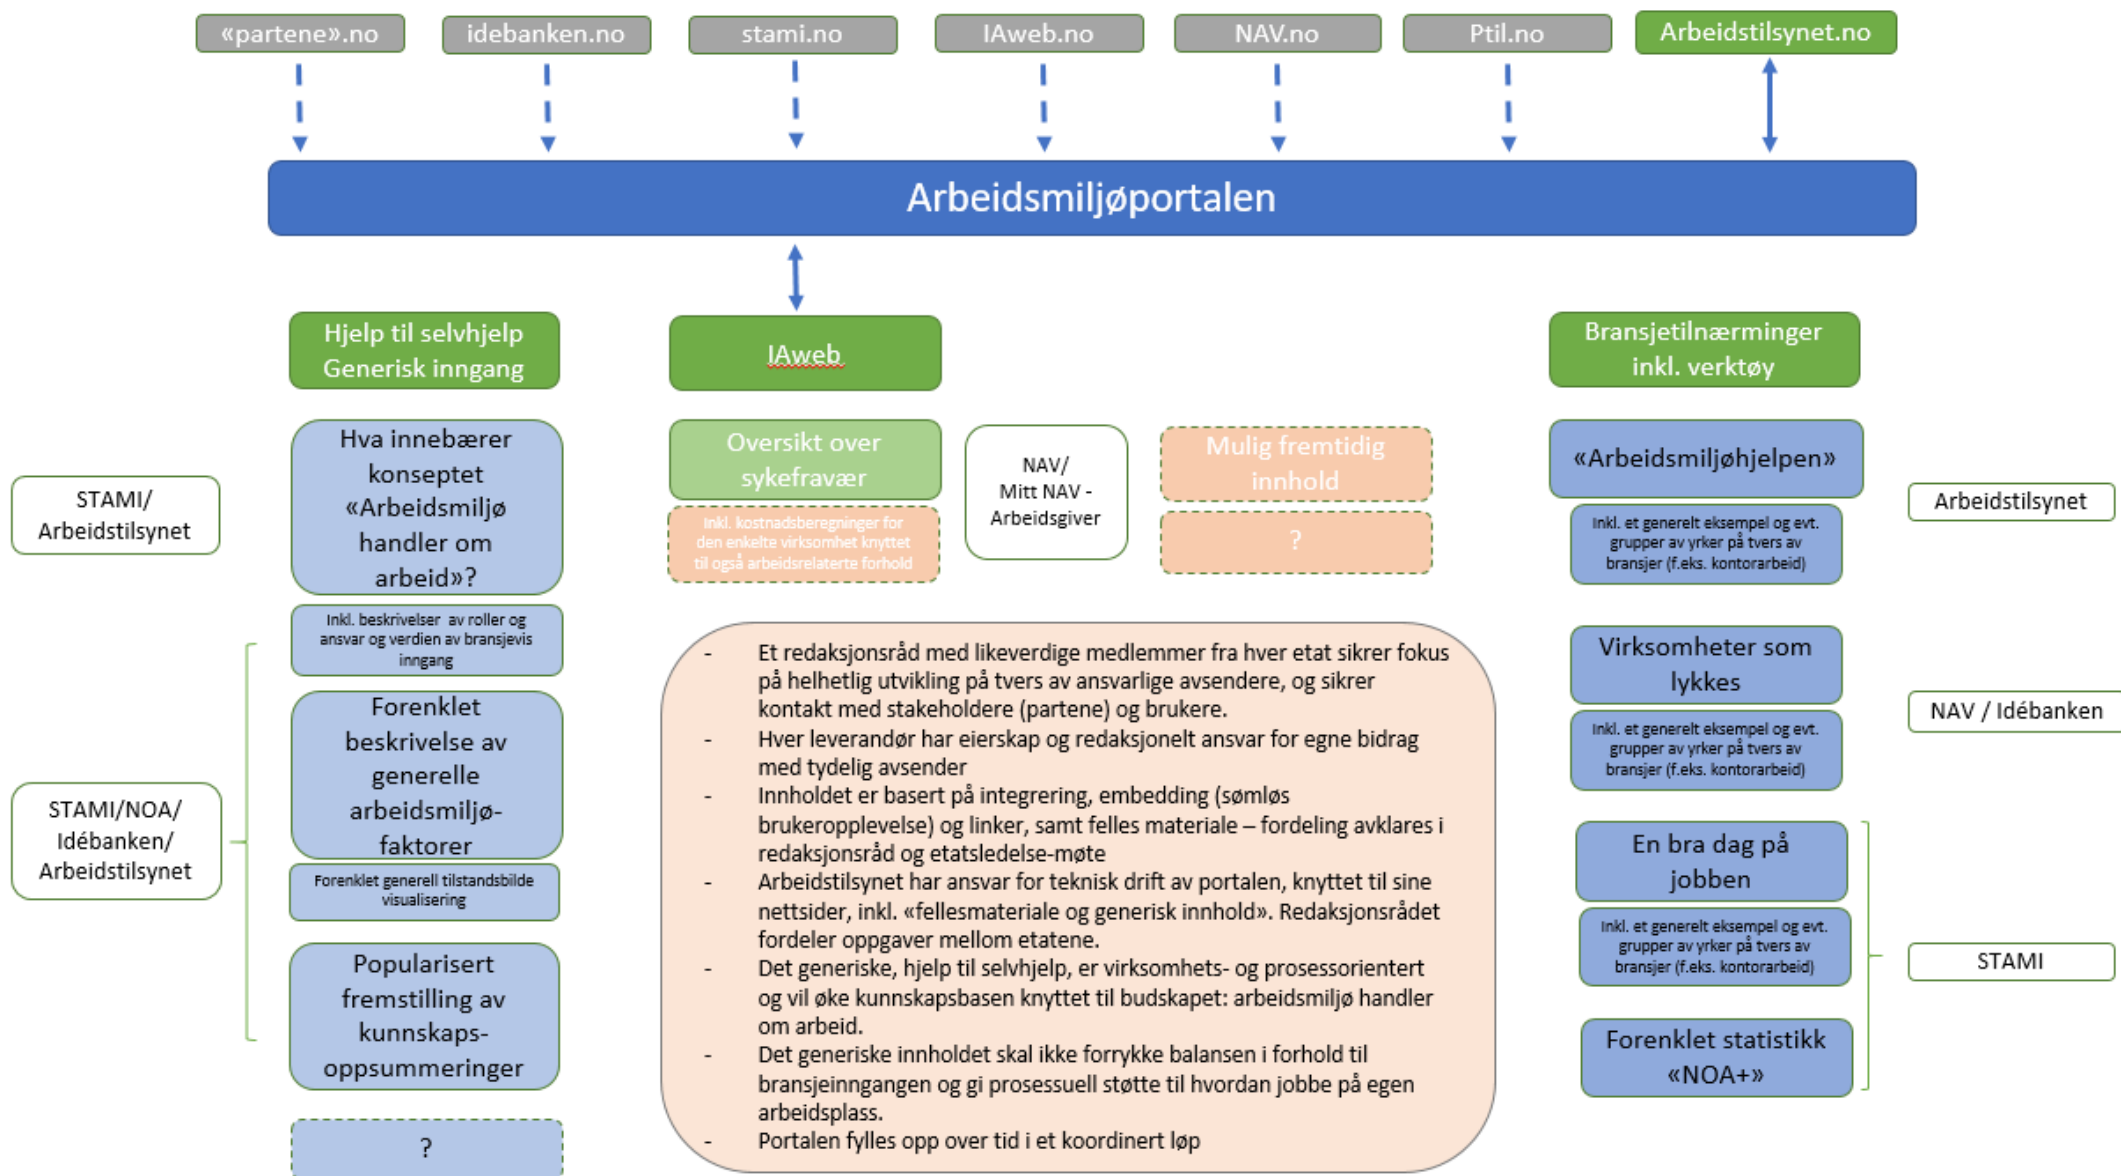 «partene».no
idebanken.no
stami.no
IAweb.no
NAV.no
Ptil.no
Arbeidstilsynet.no
Arbeidsmiljøportalen
Hjelp til selvhjelp
Generisk inngang
IAweb
Bransjetilnærminger
inkl. verktøy
STAMI/
Arbeidstilsynet
Hva innebærer
konseptet
«Arbeidsmiljø
handler om
arbeid»?
Inkl. beskrivelser av roller og
ansvar og verdien av bransjevis
inngang
STAMI/NOA/
Idébanken/
Arbeidstilsynet
Forenklet
beskrivelse av
generelle
arbeidsmiljø-
faktorer
Forenklet generell tilstandsbilde
visualisering
Popularisert
fremstilling av
kunnskaps-
oppsummeringer
?
Oversikt over
sykefravær
Inkl. kostnadsberegninger for
den enkelte virksomhet knyttet
til også arbeidsrelaterte forhold
NAV/
Mitt NAV -
Arbeidsgiver
Mulig fremtidig
innhold
?
- Et redaksjonsråd med likeverdige medlemmer fra hver etat sikrer fokus
på helhetlig utvikling på tvers av ansvarlige avsendere, og sikrer
kontakt med stakeholdere (partene) og brukere.
- Hver leverandør har eierskap og redaksjonelt ansvar for egne bidrag
med tydelig avsender
- Innholdet er basert på integrering, embedding (sømløs
brukeropplevelse) og linker, samt felles materiale – fordeling avklares i
redaksjonsråd og etatsledelse-møte
- Arbeidstilsynet har ansvar for teknisk drift av portalen, knyttet til sine
nettsider, inkl. «fellesmateriale og generisk innhold». Redaksjonsrådet
fordeler oppgaver mellom etatene.
- Det generiske, hjelp til selvhjelp, er virksomhets- og prosessorientert
og vil øke kunnskapsbasen knyttet til budskapet: arbeidsmiljø handler
om arbeid.
- Det generiske innholdet skal ikke forrykke balansen i forhold til
bransjeinngangen og gi prosessuell støtte til hvordan jobbe på egen
arbeidsplass.
- Portalen fylles opp over tid i et koordinert løp
«Arbeidsmiljøhjelpen»
Inkl. et generelt eksempel og evt.
grupper av yrker på tvers av
bransjer (f.eks. kontorarbeid)
Arbeidstilsynet
Virksomheter som
lykkes
Inkl. et generelt eksempel og evt.
grupper av yrker på tvers av
bransjer (f.eks. kontorarbeid)
NAV / Idébanken
En bra dag på
jobben
Inkl. et generelt eksempel og evt.
grupper av yrker på tvers av
bransjer (f.eks. kontorarbeid)
STAMI
Forenklet statistikk
«NOA+»